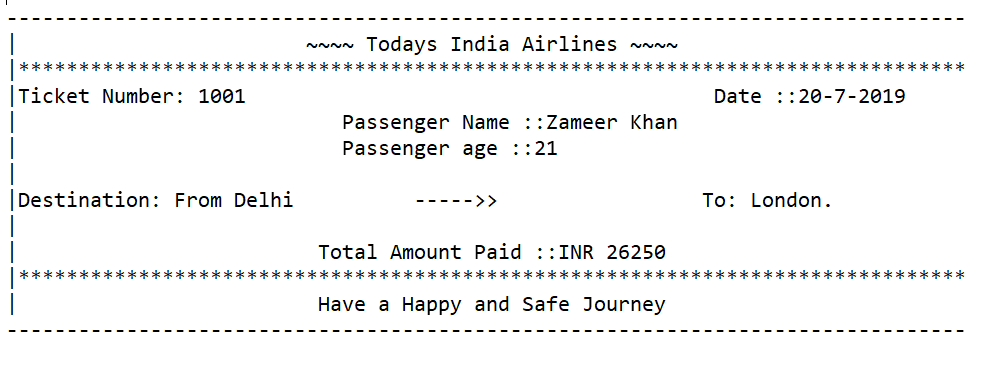 --------------------------------------------------------------------------------
| ~~~~ Todays India Airlines ~~~~
|*******************************************************************************
|Ticket Number: 1001 Date ::20-7-2019
| Passenger Name ::Zameer Khan
| Passenger age ::21
|
|Destination: From Delhi ----->> To: London.
|
| Total Amount Paid ::INR 26250
|*******************************************************************************
| Have a Happy and Safe Journey
--------------------------------------------------------------------------------